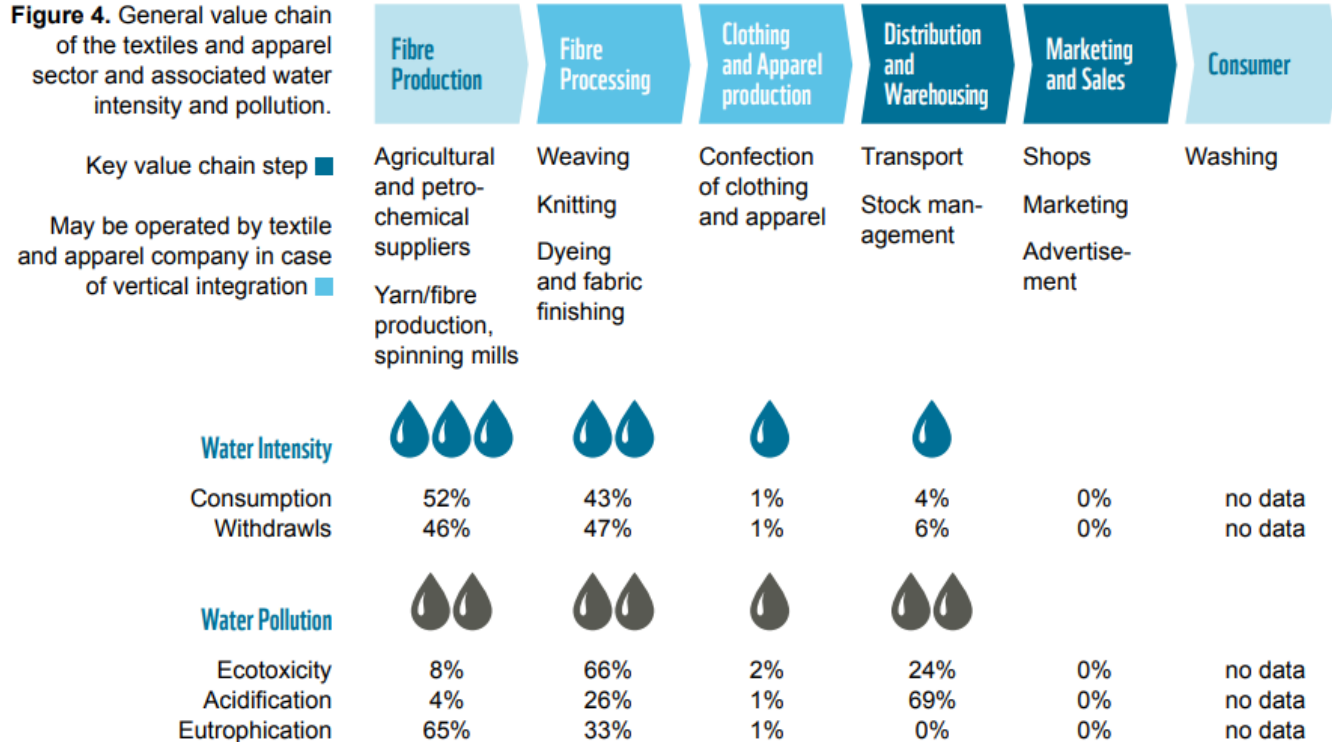 Figure 4. General value chain
of the textiles and apparel
sector and associated water
intensity and pollution.
Key value chain step
May be operated by textile
and apparel company in case
of vertical integration
Fibre
Production
Fibre
Processing
Clothing
and Apparel
production
Distribution
and
Warehousing
Marketing
and Sales
Consumer
Agricultural
and petro-
chemical
suppliers
Yarn/fibre
production,
spinning mills
Weaving
Knitting
Dyeing
and fabric
finishing
Confection
of clothing
and apparel
Transport
Stock man-
agement
Shops
Marketing
Advertise-
ment
Washing
Water Intensity
Consumption 52% 43% 1% 4% 0% no data
Withdrawls 46% 47% 1% 6% 0% no data
Water Pollution
Ecotoxicity 8% 66% 2% 24% 0% no data
Acidification 4% 26% 1% 69% 0% no data
Eutrophication 65% 33% 1% 0% 0% no data